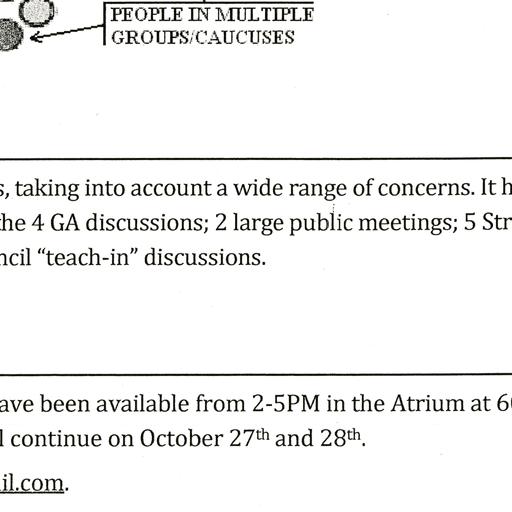 PEOPLE IN MULTIPLE
GROUPS/CAUCUSES
s, taking into account a wide range of concerns. It h
the 4 GA discussions; 2 large public meetings; 5 Str
ncil “teach-in” discussions.
ave been available from 2-5PM in the Atrium at 6
l continue on October 27th and 28th.
il.com.